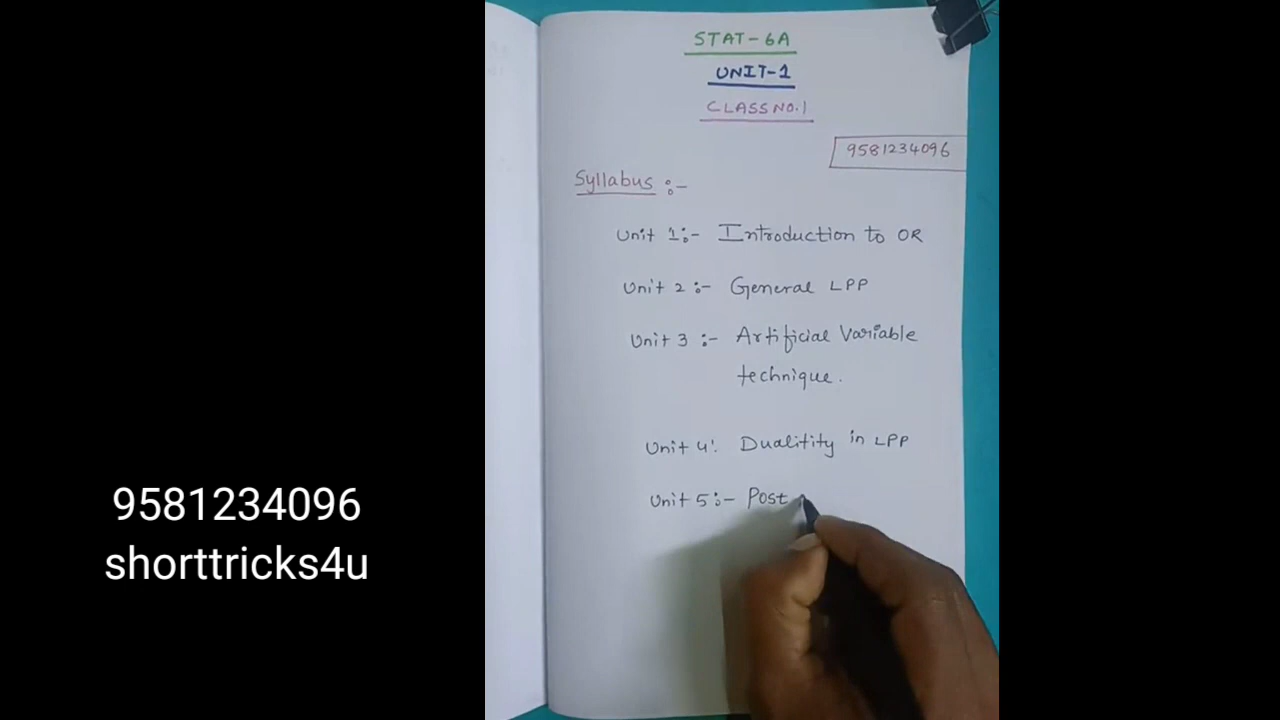 STAT-6A
UNIT-1
CLASS NO.1
9581234096
Syllabus :-
Unit 1:- Introduction to OR
Unit 2 :- General LPP
Unit 3 :- Artificial Variable
technique.
Unit 4: Dualitity in LPP
Unit 5:- Post
9581234096
shorttricks4u